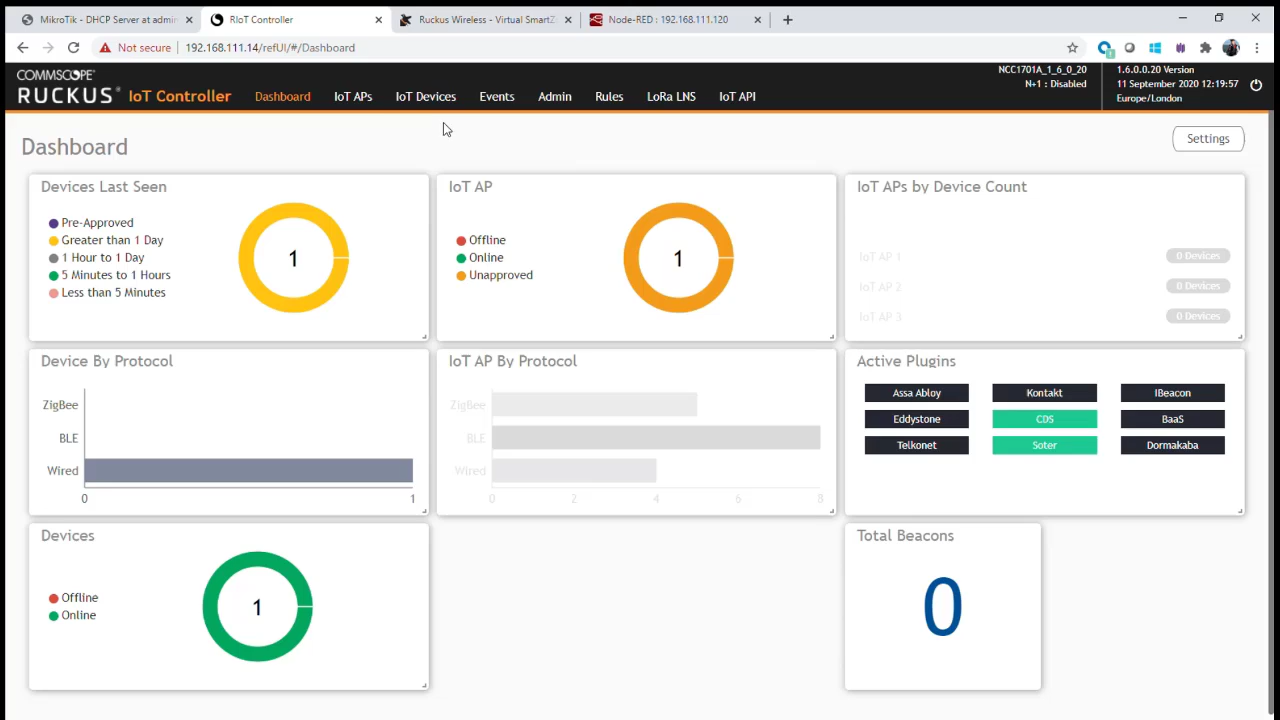 MikroTik - DHCP Server at admin
RIoT Controller
Ruckus Wireless - Virtual SmartZ
Node-RED : 192.168.111.120
Not secure
192.168.111.14/refUI/#/Dashboard
COMMSCOPE
RUCKUS IoT Controller
Dashboard
IoT APs
IoT Devices
Events
Admin
Rules
LoRa LNS
IoT API
NCC1701A_1_6_0_20
N+1 : Disabled
1.6.0.0.20 Version
11 September 2020 12:19:57
Europe/London
Dashboard
Settings
Devices Last Seen
Pre-Approved
Greater than 1 Day
1 Hour to 1 Day
5 Minutes to 1 Hours
Less than 5 Minutes
1
IoT AP
Offline
Online
Unapproved
1
IoT APs by Device Count
IoT AP 1 0 Devices
IoT AP 2 0 Devices
IoT AP 3 0 Devices
Device By Protocol
ZigBee
BLE
Wired
0 1
IoT AP By Protocol
ZigBee
BLE
Wired
0 2 4 6 8
Active Plugins
Assa Abloy Kontakt IBeacon
Eddystone CDS BaaS
Telkonet Soter Dormakaba
Devices
Offline
Online
1
Total Beacons
0